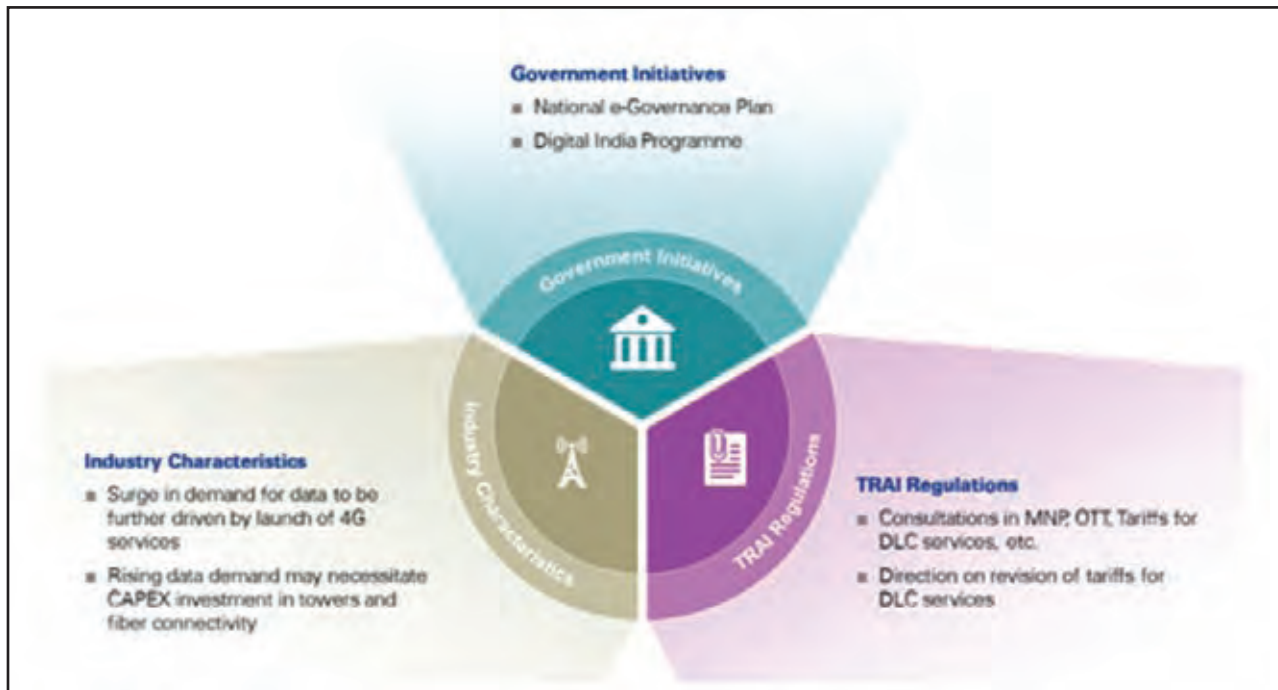 Government Initiatives
▪ National e-Governance Plan
▪ Digital India Programme
Government Initiatives
Industry Characteristics
TRAI Regulations
Industry Characteristics
▪ Surge in demand for data to be
further driven by launch of 4G
services
▪ Rising data demand may necessitate
CAPEX investment in towers and
fiber connectivity
TRAI Regulations
▪ Consultations in MNP, OTT, Tariffs for
DLC services, etc.
▪ Direction on revision of tariffs for
DLC services